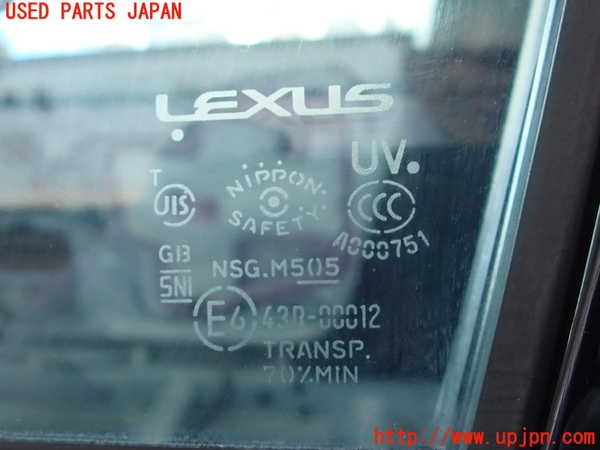 USED PARTS JAPAN
LEXUS
UV.
T
JIS
NIPPON.
SAFETY.
CCC
A000751
GB
SNI
NSG.M505
E6
43R-00012
TRANSP.
70%MIN
http://www.upjpn.com/